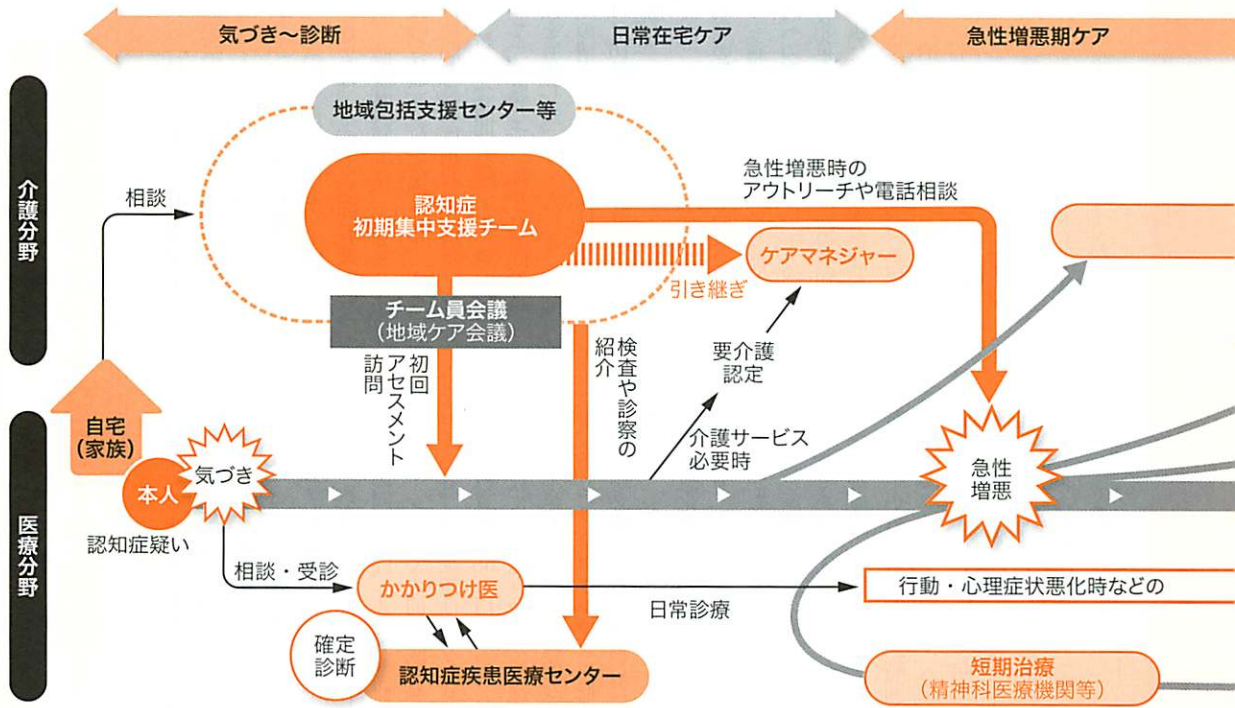 気づき～診断
日常在宅ケア
急性増悪期ケア
介護分野
地域包括支援センター等
相談
認知症
初期集中支援チーム
急性増悪時の
アウトリーチや電話相談
ケアマネジャー
引き継ぎ
チーム員会議
（地域ケア会議）
初回
アセスメント
訪問
検査や診察の
紹介
要介護
認定
介護サービス
必要時
自宅
(家族)
医療分野
本人
気づき
認知症疑い
急性
増悪
相談・受診
かかりつけ医
日常診療
行動・心理症状悪化時などの
確定
診断
認知症疾患医療センター
短期治療
（精神科医療機関等）